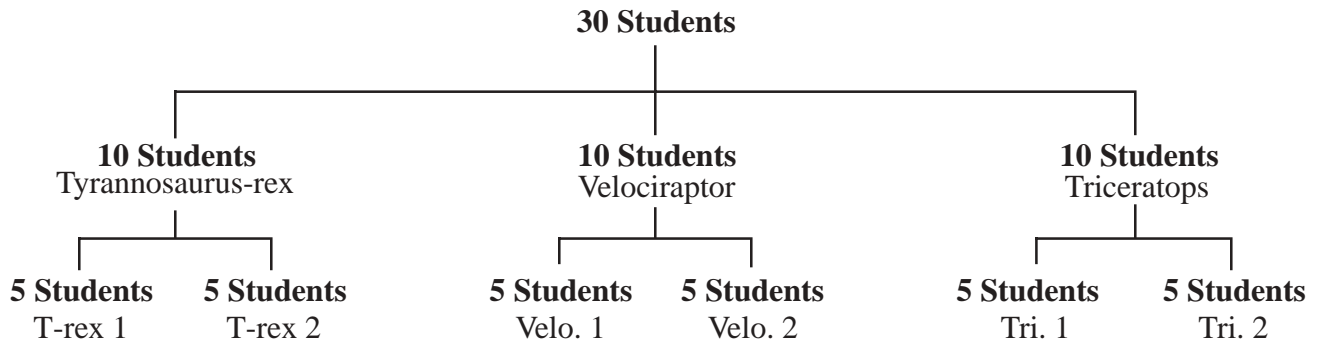 30 Students
10 Students
Tyrannosaurus-rex
10 Students
Velociraptor
10 Students
Triceratops
5 Students
T-rex 1
5 Students
T-rex 2
5 Students
Velo. 1
5 Students
Velo. 2
5 Students
Tri. 1
5 Students
Tri. 2